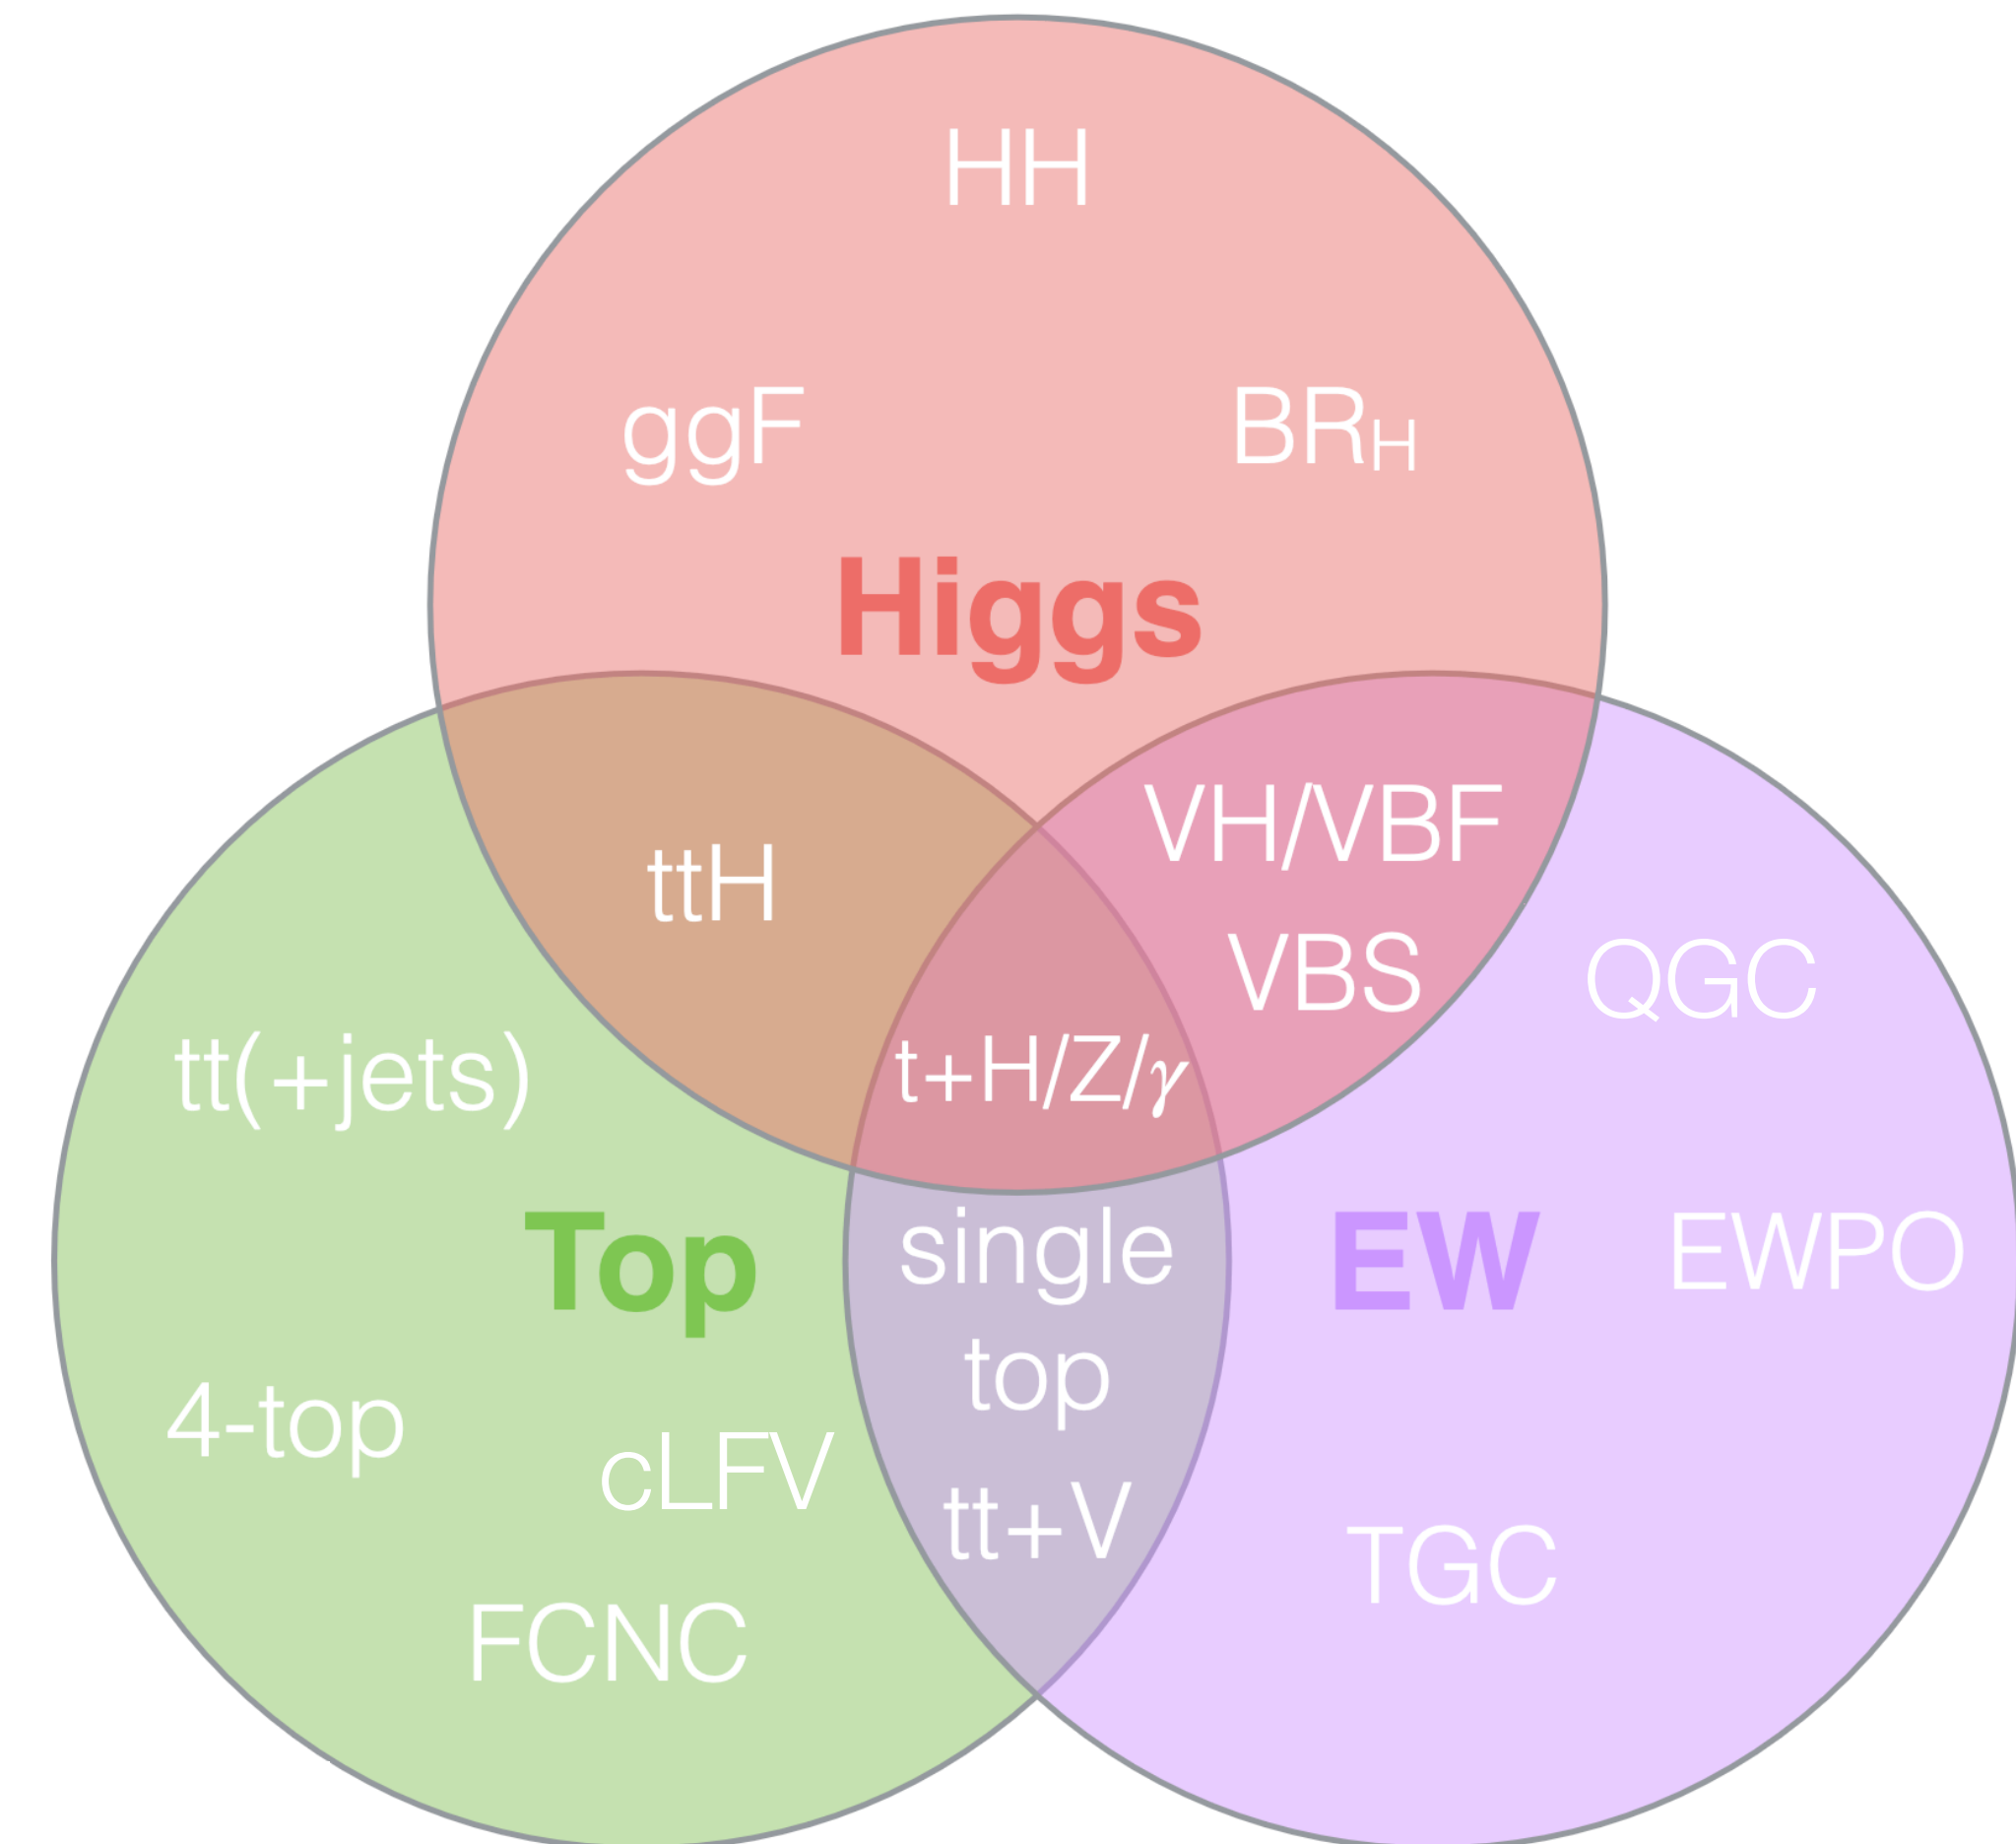 HH
ggF
BRH
Higgs
VH/VBF
ttH
VBS
QGC
tt(+jets)
t+H/Z/γ
Top
single
top
EW
EWPO
4-top
cLFV
tt+V
TGC
FCNC